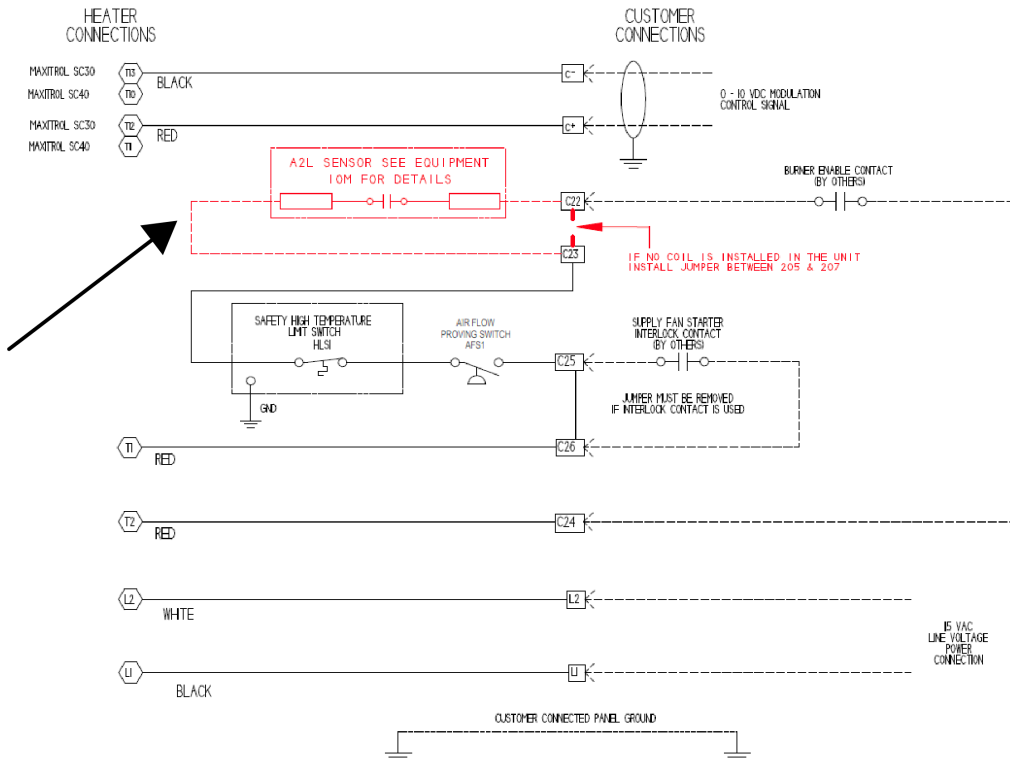 HEATER
CONNECTIONS
CUSTOMER
CONNECTIONS
MAXITROL SC30
T13
BLACK
C-
MAXITROL SC40
T10
0 - 10 VDC MODULATION
CONTROL SIGNAL
MAXITROL SC30
T12
RED
C+
MAXITROL SC40
T11
A2L SENSOR SEE EQUIPMENT
IOM FOR DETAILS
BURNER ENABLE CONTACT
(BY OTHERS)
C22
C23
IF NO COIL IS INSTALLED IN THE UNIT
INSTALL JUMPER BETWEEN 205 & 207
SAFETY HIGH TEMPERATURE
LIMIT SWITCH
HLS1
GND
AIR FLOW
PROVING SWITCH
AFS1
SUPPLY FAN STARTER
INTERLOCK CONTACT
(BY OTHERS)
C25
JUMPER MUST BE REMOVED
IF INTERLOCK CONTACT IS USED
T1
RED
C26
T2
RED
C24
L2
WHITE
L2
115 VAC
LINE VOLTAGE
POWER
CONNECTION
L1
BLACK
L1
CUSTOMER CONNECTED PANEL GROUND